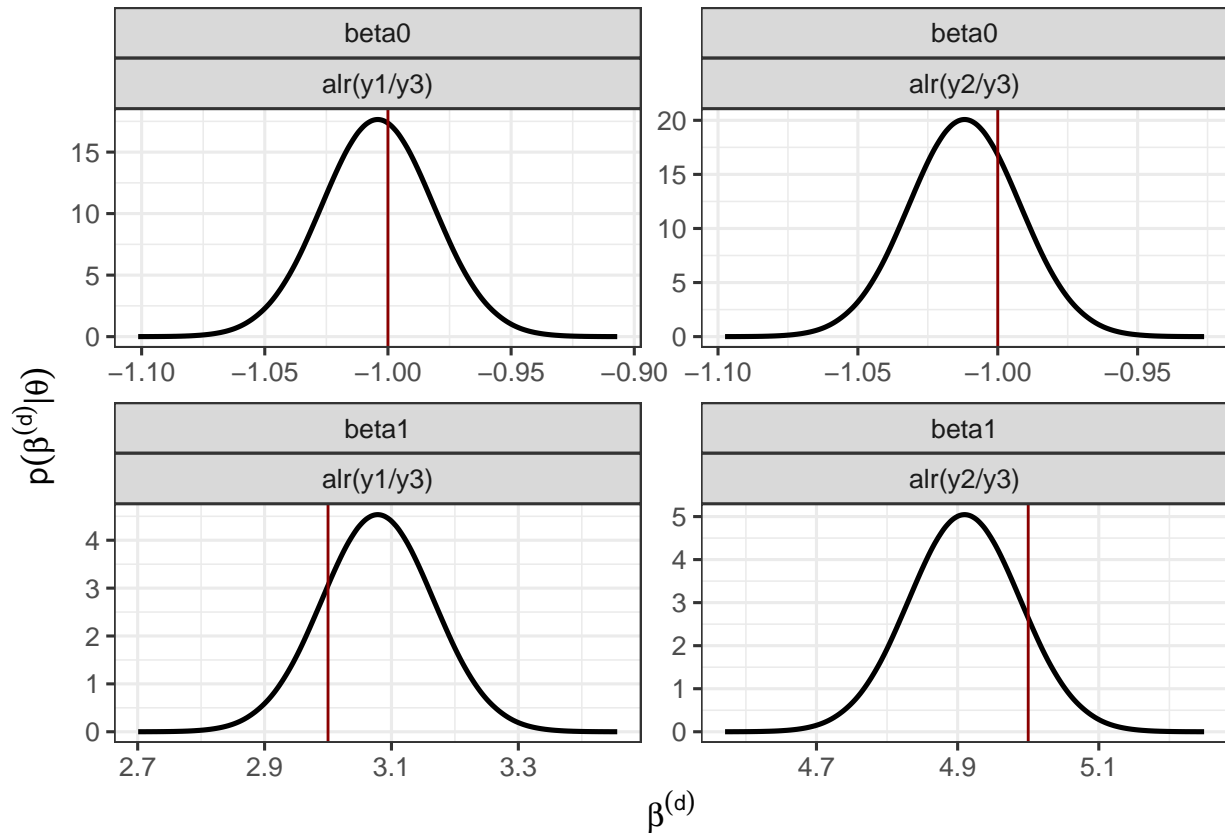 beta0 beta0
alr(y1/y3) alr(y2/y3)
15
10
5
0
20
15
10
5
0
−1.10 −1.05 −1.00 −0.95 −0.90
−1.10 −1.05 −1.00 −0.95
p(β^(d)|θ)
beta1 beta1
alr(y1/y3) alr(y2/y3)
4
3
2
1
0
5
4
3
2
1
0
2.7 2.9 3.1 3.3
4.7 4.9 5.1
β^(d)